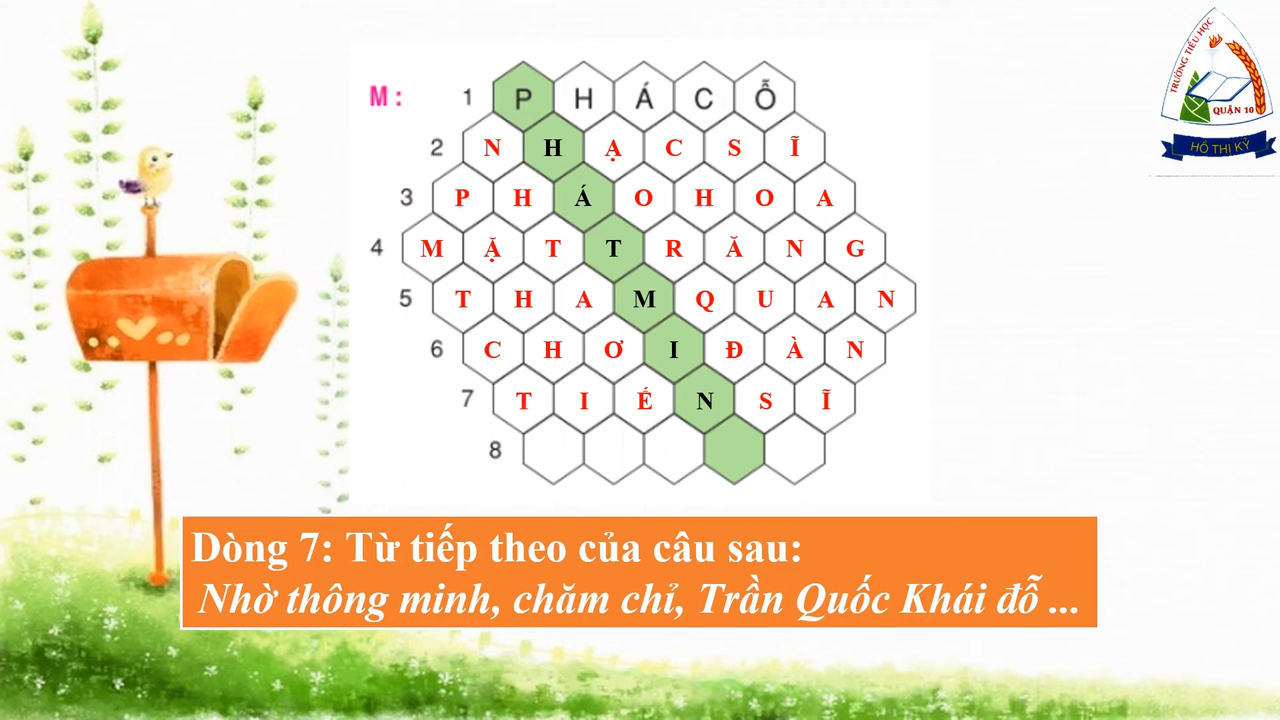 M : 1 P H Á C Ỗ
2 N H Ạ C S Ĩ
3 P H Á O H O A
4 M Ặ T T R Ă N G
5 T H A M Q U A N
6 C H Ơ I Đ À N
7 T I Ế N S Ĩ
8
Dòng 7: Từ tiếp theo của câu sau:
Nhờ thông minh, chăm chỉ, Trần Quốc Khái đỗ ...
TRƯỜNG TIỂU HỌC
QUẬN 10
HỒ THỊ KỶ